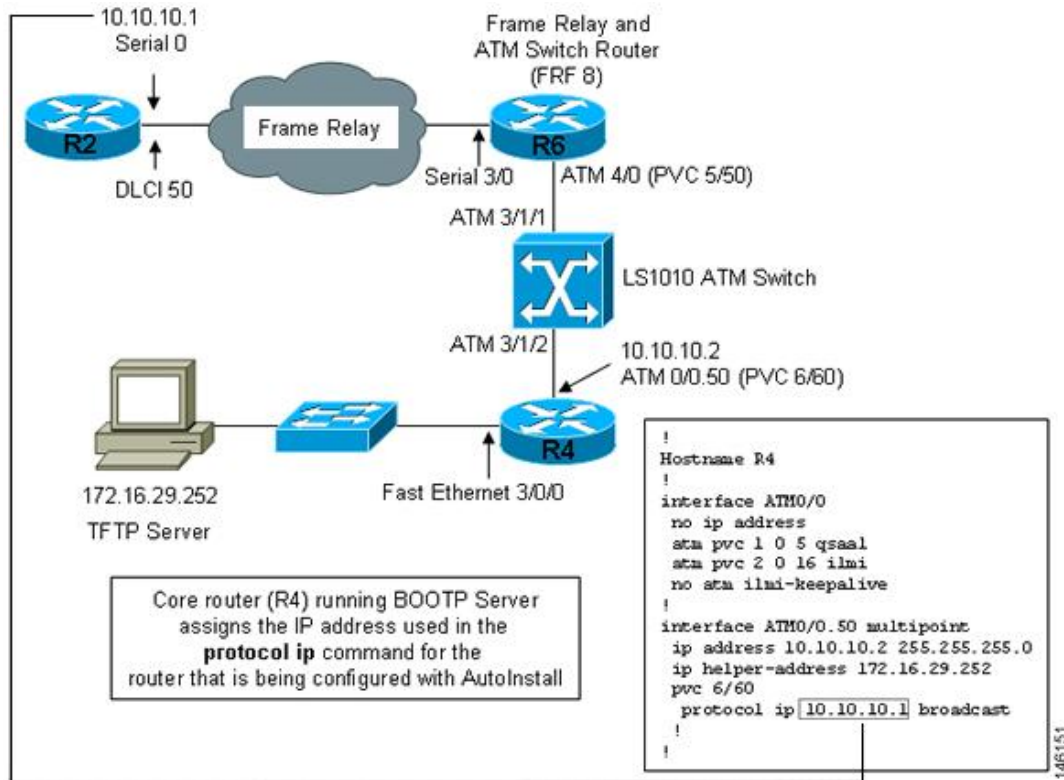 10.10.10.1
Serial 0
Frame Relay and
ATM Switch Router
(FRF 8)
R2
Frame Relay
R6
DLCI 50
Serial 3/0
ATM 4/0 (PVC 5/50)
ATM 3/1/1
LS1010 ATM Switch
ATM 3/1/2
10.10.10.2
ATM 0/0.50 (PVC 6/60)
R4
172.16.29.252
TFTP Server
Fast Ethernet 3/0/0
Core router (R4) running BOOTP Server
assigns the IP address used in the
protocol ip command for the
router that is being configured with AutoInstall
!
Hostname R4
!
interface ATM0/0
no ip address
atm pvc 1 0 5 qsaal
atm pvc 2 0 16 ilmi
no atm ilmi-keepalive
!
interface ATM0/0.50 multipoint
ip address 10.10.10.2 255.255.255.0
ip helper-address 172.16.29.252
pvc 6/60
protocol ip 10.10.10.1 broadcast
!
!